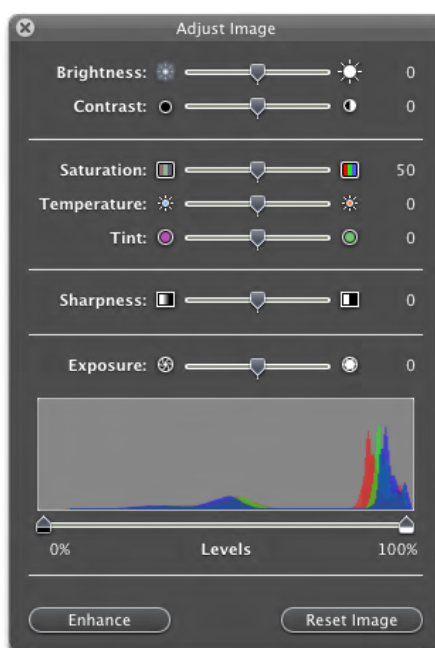 Adjust Image
Brightness: 0
Contrast: 0
Saturation: 50
Temperature: 0
Tint: 0
Sharpness: 0
Exposure: 0
0% Levels 100%
Enhance Reset Image